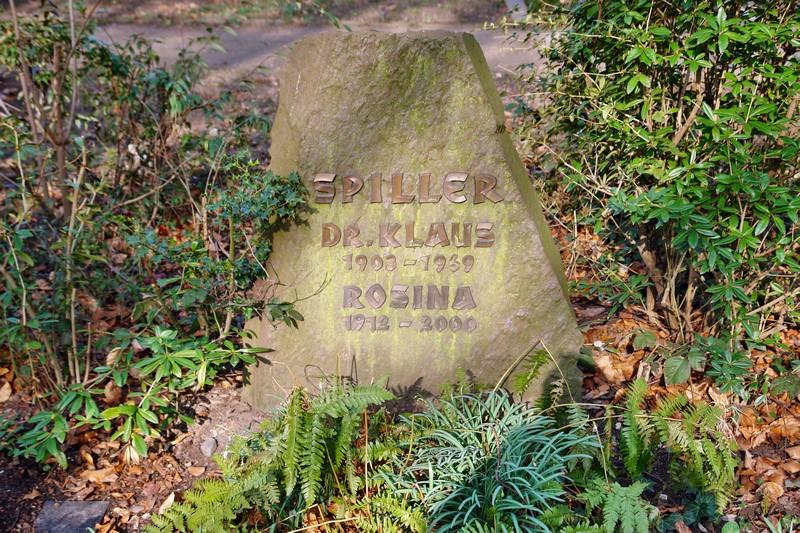 SPILLER
DR. KLAUS
1903 - 1969
ROSINA
1912 - 2000